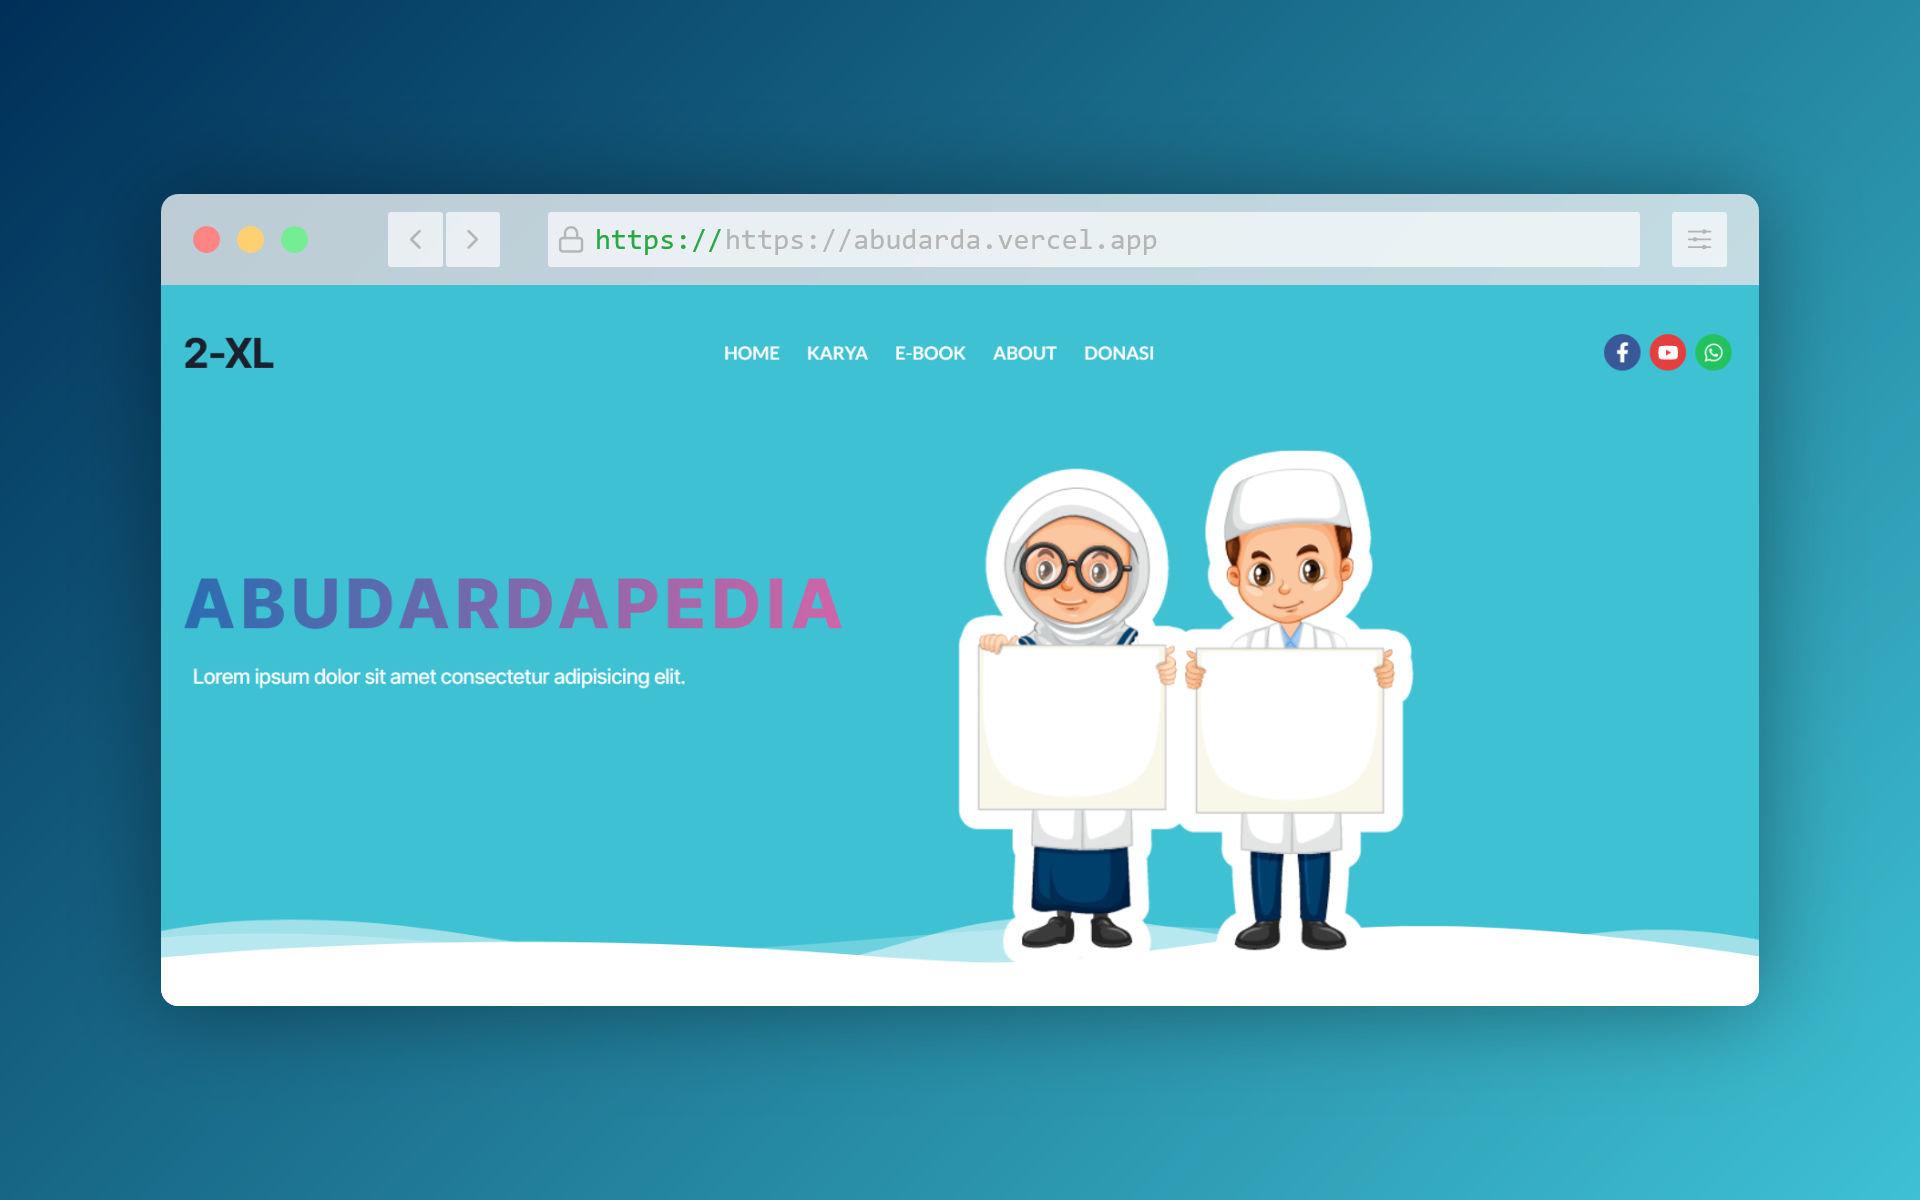 https://https://abudarda.vercel.app
2-XL
HOME KARYA E-BOOK ABOUT DONASI
ABUDARDAPEDIA
Lorem ipsum dolor sit amet consectetur adipisicing elit.